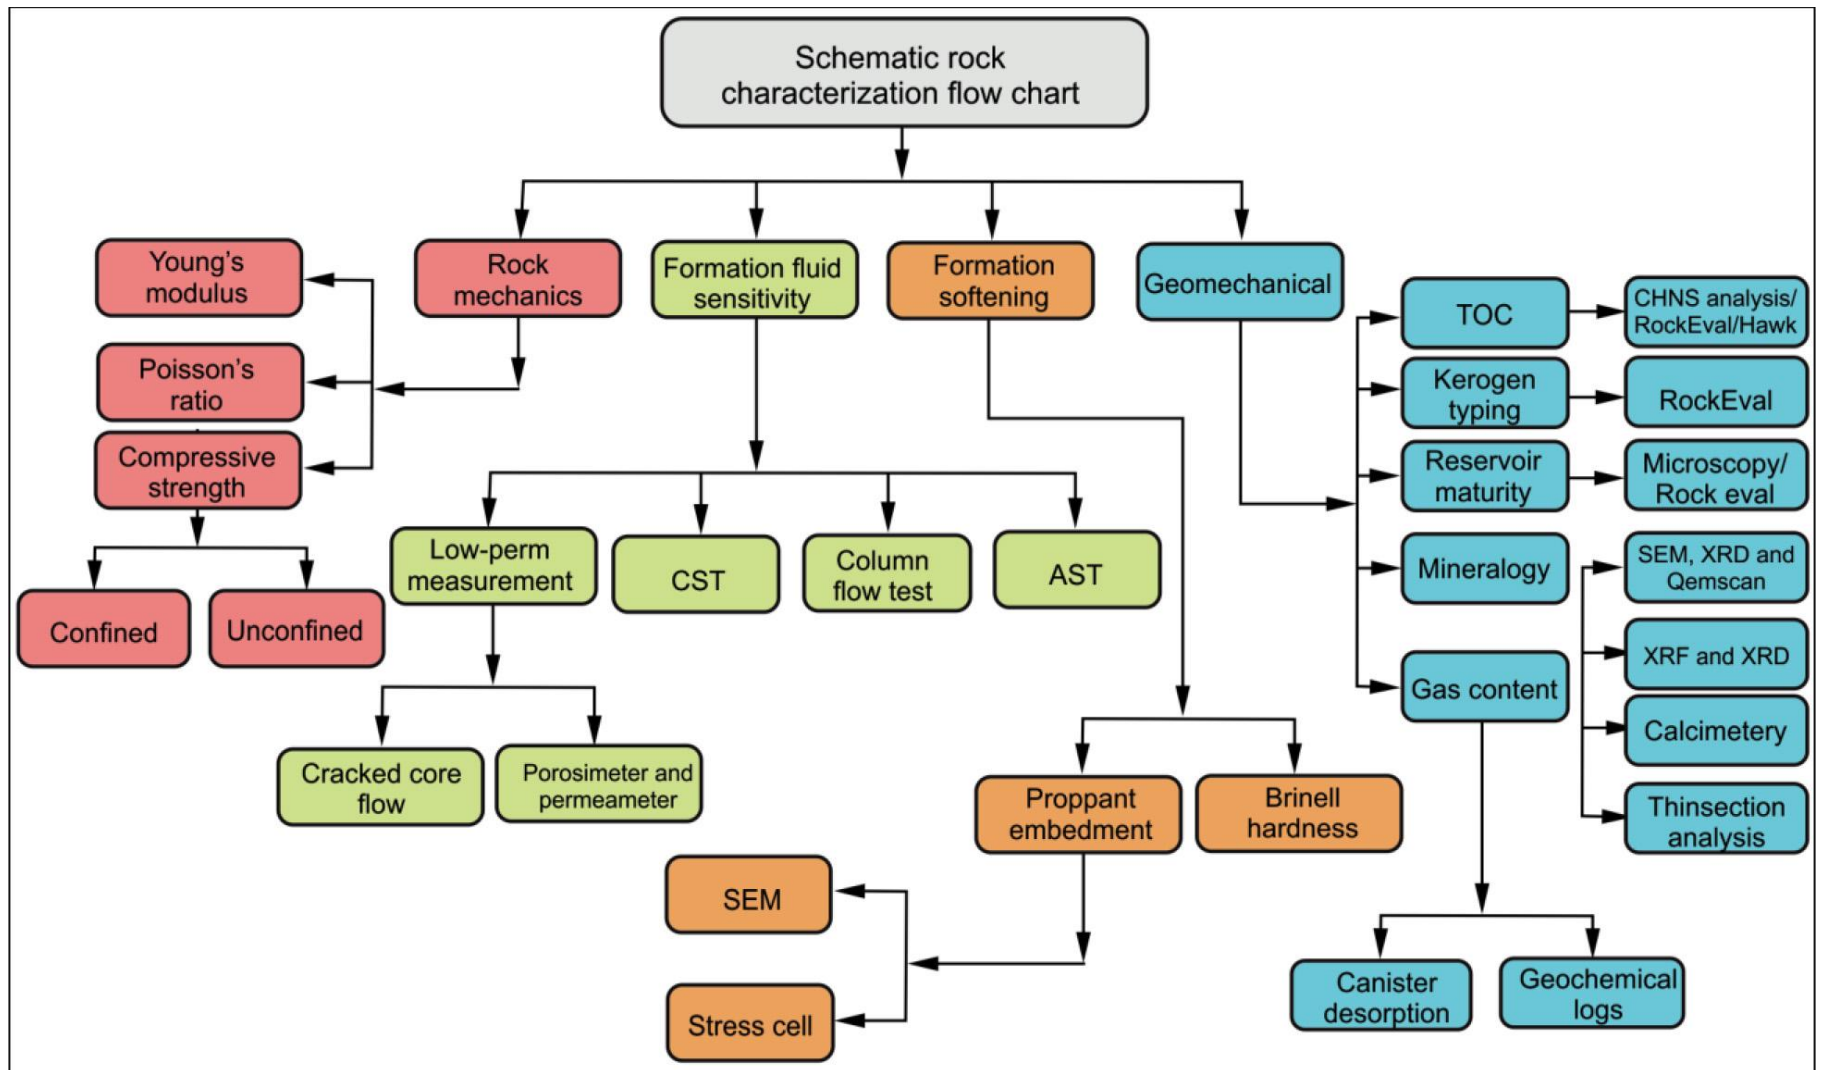 Schematic rock
characterization flow chart
Rock
mechanics
Formation fluid
sensitivity
Formation
softening
Geomechanical
Young's
modulus
Poisson's
ratio
Compressive
strength
Confined
Unconfined
Low-perm
measurement
CST
Column
flow test
AST
Cracked core
flow
Porosimeter and
permeameter
Proppant
embedment
Brinell
hardness
SEM
Stress cell
TOC
CHNS analysis/
RockEval/Hawk
Kerogen
typing
RockEval
Reservoir
maturity
Microscopy/
Rock eval
Mineralogy
SEM, XRD and
Qemscan
XRF and XRD
Calcimetery
Thinsection
analysis
Gas content
Canister
desorption
Geochemical
logs